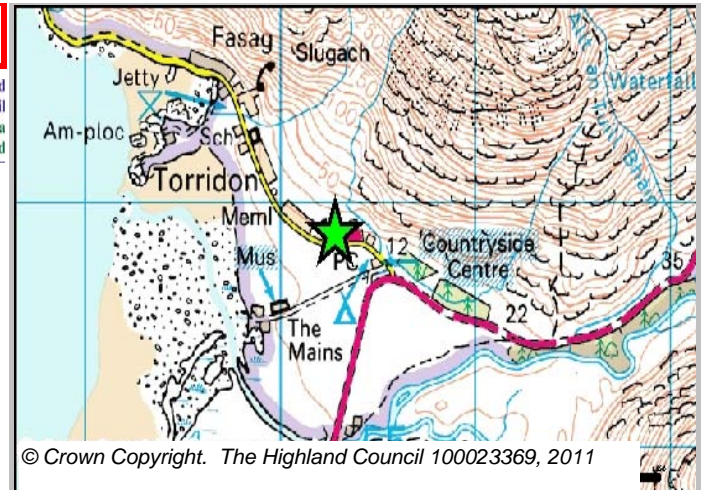 Fasag
Slugach
Jetty
Waterfall
Am-ploc
Sch
50
Torridon
Meml
12
Countryside
Centre
35
Mus
PC
22
The
Mains
© Crown Copyright. The Highland Council 100023369, 2011